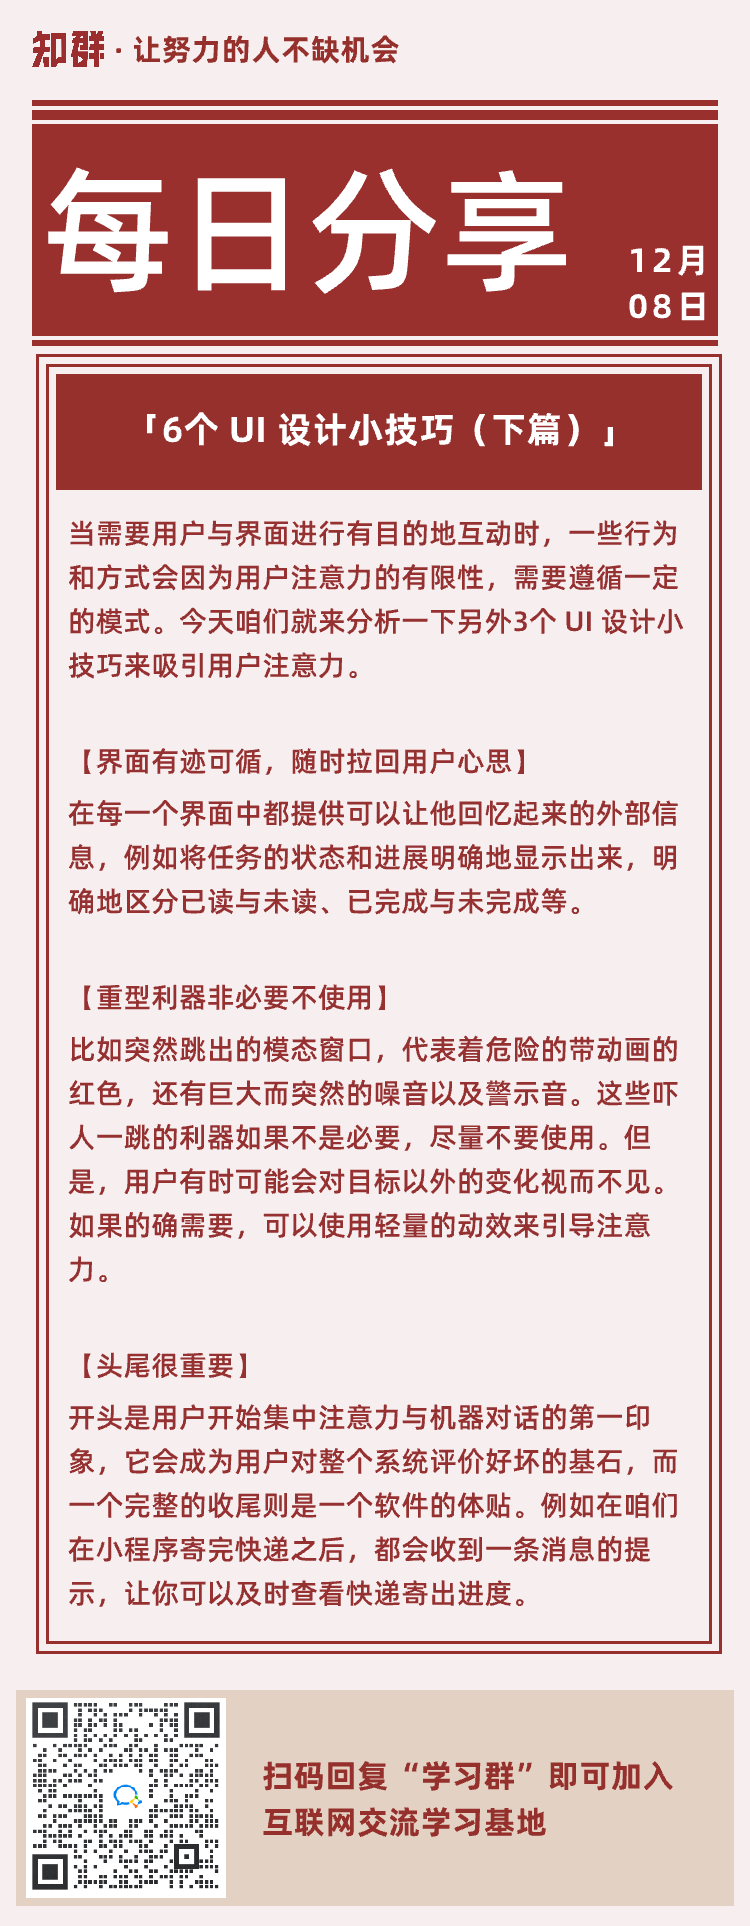 知群 · 让努力的人不缺机会
每日分享
12月
08日
「6个 UI 设计小技巧（下篇）」
当需要用户与界面进行有目的地互动时，一些行为
和方式会因为用户注意力的有限性，需要遵循一定
的模式。今天咱们就来分析一下另外3个 UI 设计小
技巧来吸引用户注意力。
【界面有迹可循，随时拉回用户心思】
在每一个界面中都提供可以让他回忆起来的外部信
息，例如将任务的状态和进展明确地显示出来，明
确地区分已读与未读、已完成与未完成等。
【重型利器非必要不使用】
比如突然跳出的模态窗口，代表着危险的带动画的
红色，还有巨大而突然的噪音以及警示音。这些吓
人一跳的利器如果不是必要，尽量不要使用。但
是，用户有时可能会对目标以外的变化视而不见。
如果的确需要，可以使用轻量的动效来引导注意
力。
【头尾很重要】
开头是用户开始集中注意力与机器对话的第一印
象，它会成为用户对整个系统评价好坏的基石，而
一个完整的收尾则是一个软件的体贴。例如在咱们
在小程序寄完快递之后，都会收到一条消息的提
示，让你可以及时查看快递寄出进度。
扫码回复“学习群”即可加入
互联网交流学习基地